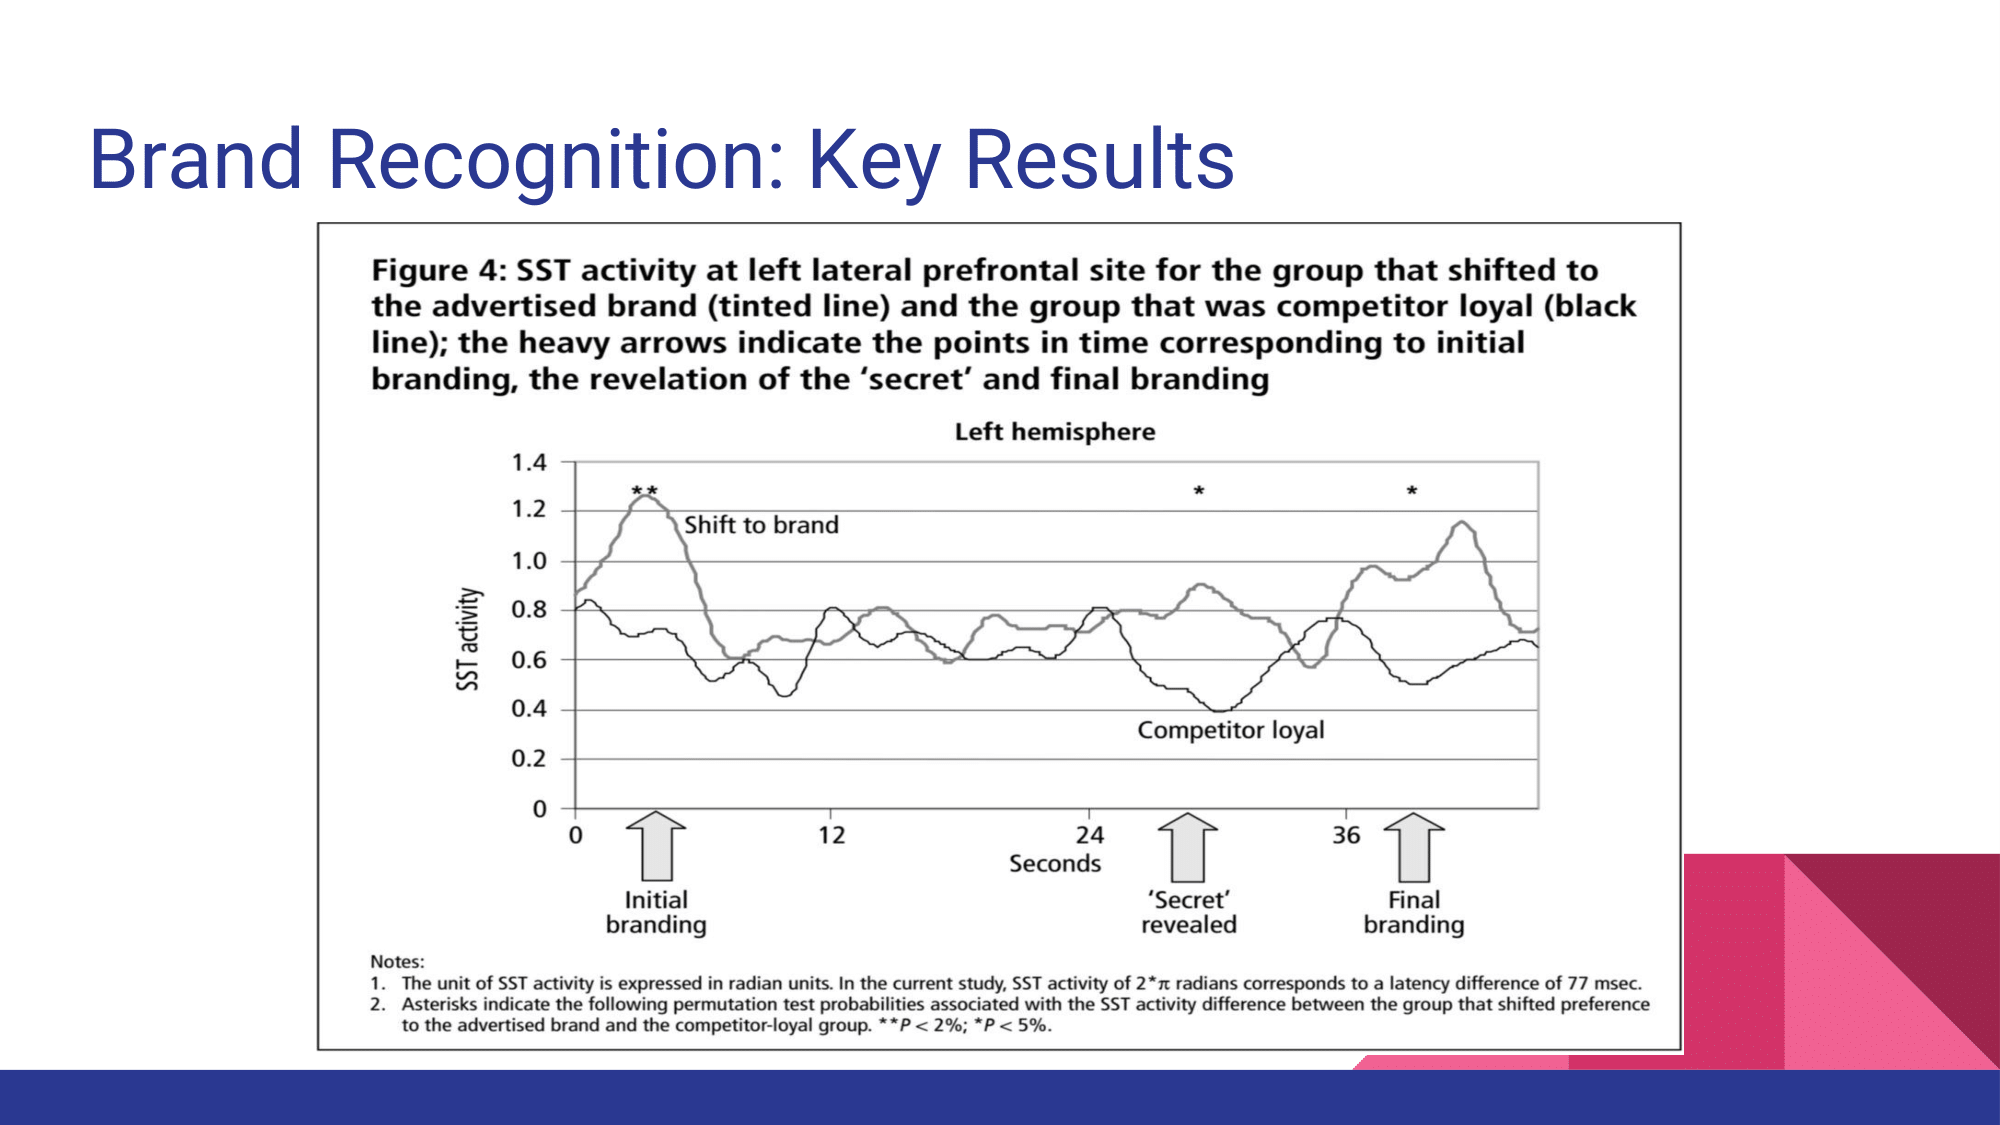 Brand Recognition: Key Results
Figure 4: SST activity at left lateral prefrontal site for the group that shifted to
the advertised brand (tinted line) and the group that was competitor loyal (black
line); the heavy arrows indicate the points in time corresponding to initial
branding, the revelation of the ‘secret’ and final branding
Left hemisphere
1.4
1.2
1.0
0.8
0.6
0.4
0.2
0
SST activity
**
*
*
Shift to brand
Competitor loyal
0
12
24
36
Seconds
Initial
branding
‘Secret’
revealed
Final
branding
Notes:
1. The unit of SST activity is expressed in radian units. In the current study, SST activity of 2*π radians corresponds to a latency difference of 77 msec.
2. Asterisks indicate the following permutation test probabilities associated with the SST activity difference between the group that shifted preference
to the advertised brand and the competitor-loyal group. **P < 2%; *P < 5%.